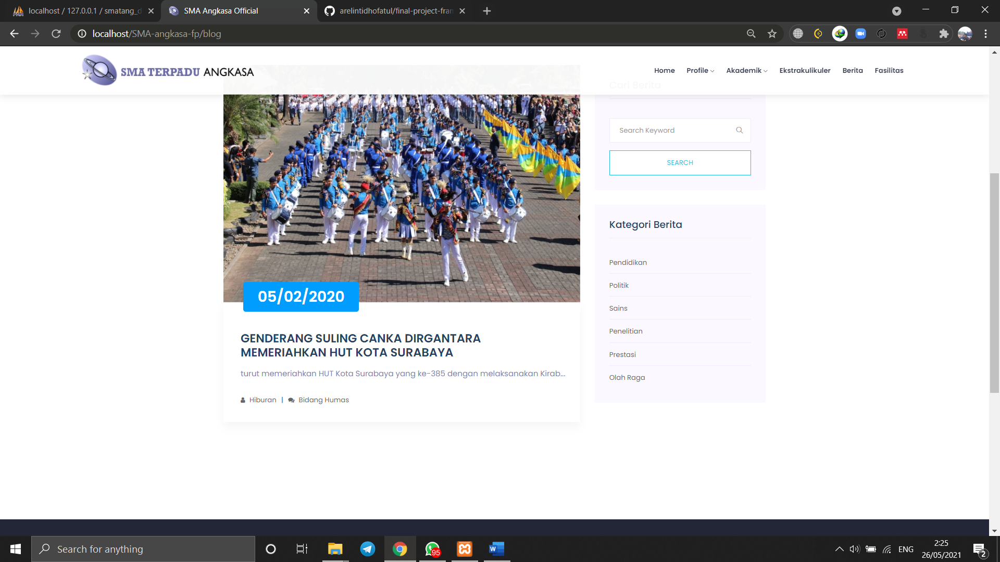 localhost / 127.0.0.1 / smatang_d
SMA Angkasa Official
arelintidhofatul/final-project-fran
localhost/SMA-angkasa-fp/blog
SMA TERPADU ANGKASA
Home
Profile
Akademik
Ekstrakulikuler
Berita
Fasilitas
Cari Berita
Search Keyword
SEARCH
Kategori Berita
Pendidikan
Politik
Sains
Penelitian
Prestasi
Olah Raga
05/02/2020
GENDERANG SULING CANKA DIRGANTARA
MEMERIAHKAN HUT KOTA SURABAYA
turut memeriahkan HUT Kota Surabaya yang ke-385 dengan melaksanakan Kirab...
Hiburan | Bidang Humas
Search for anything
95
ENG
2:25
26/05/2021
2